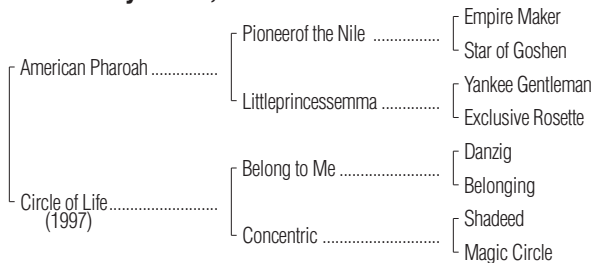 American Pharoah ...............
Pioneerof the Nile ...............
Empire Maker
Star of Goshen
Littleprincessemma .............
Yankee Gentleman
Exclusive Rosette
Circle of Life.........................
(1997)
Belong to Me .......................
Danzig
Belonging
Concentric ...........................
Shadeed
Magic Circle